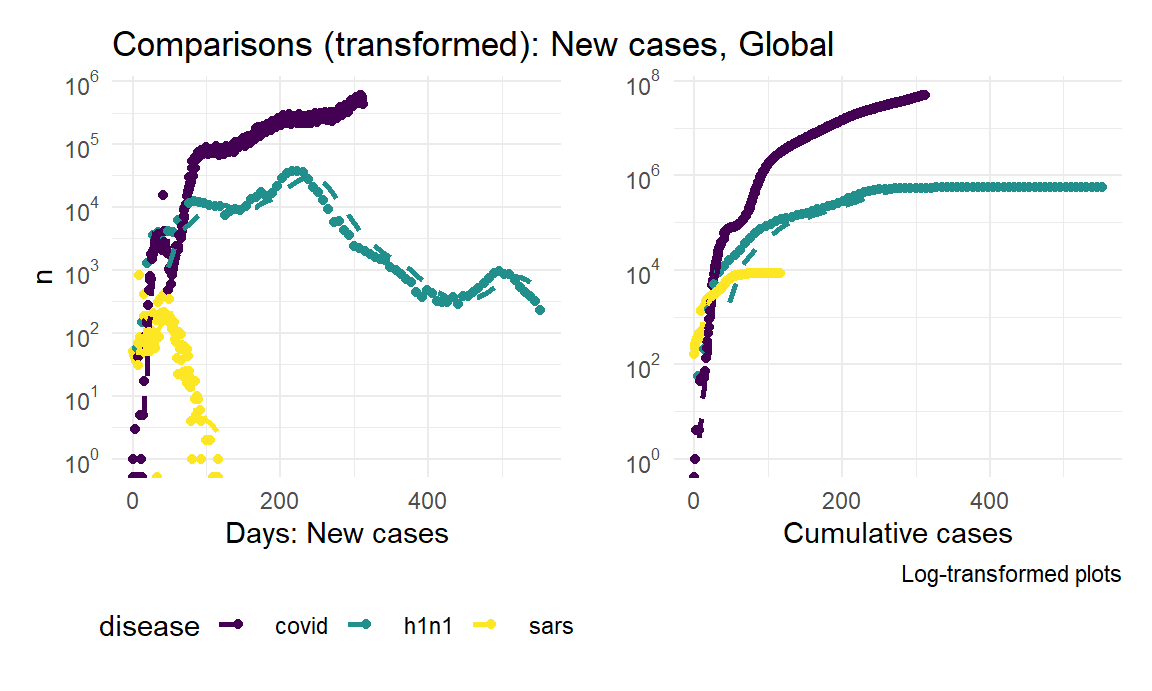 Comparisons (transformed): New cases, Global
n
10^6
10^5
10^4
10^3
10^2
10^1
10^0
0 200 400
Days: New cases
10^8
10^6
10^4
10^2
10^0
0 200 400
Cumulative cases
Log-transformed plots
disease covid h1n1 sars